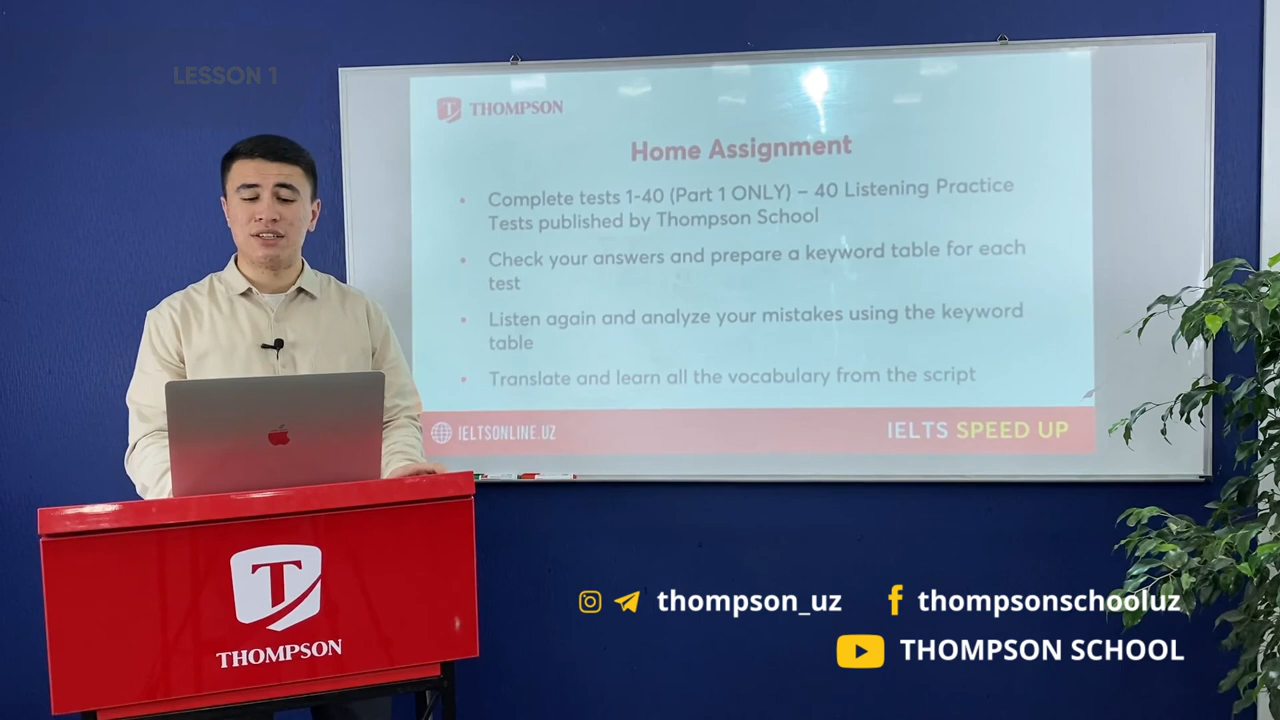 LESSON 1
THOMPSON
Home Assignment
• Complete tests 1-40 (Part 1 ONLY) – 40 Listening Practice
Tests published by Thompson School
• Check your answers and prepare a keyword table for each
test
• Listen again and analyze your mistakes using the keyword
table
• Translate and learn all the vocabulary from the script
IELTSONLINE.UZ
IELTS SPEED UP
T
THOMPSON
thompson_uz
thompsonschooluz
THOMPSON SCHOOL